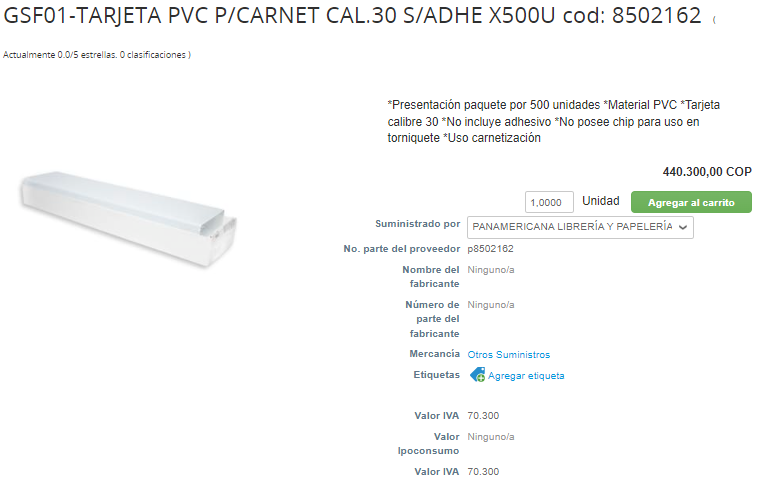 GSF01-TARJETA PVC P/CARNET CAL.30 S/ADHE X500U cod: 8502162 (
Actualmente 0.0/5 estrellas. 0 clasificaciones )
*Presentación paquete por 500 unidades *Material PVC *Tarjeta
calibre 30 *No incluye adhesivo *No posee chip para uso en
torniquete *Uso carnetización
440.300,00 COP
1,0000 Unidad Agregar al carrito
Suministrado por PANAMERICANA LIBRERÍA Y PAPELERÍA
No. parte del proveedor p8502162
Nombre del Ninguno/a
fabricante
Número de Ninguno/a
parte del
fabricante
Mercancía Otros Suministros
Etiquetas Agregar etiqueta
Valor IVA 70.300
Valor Ninguno/a
Ipoconsumo
Valor IVA 70.300